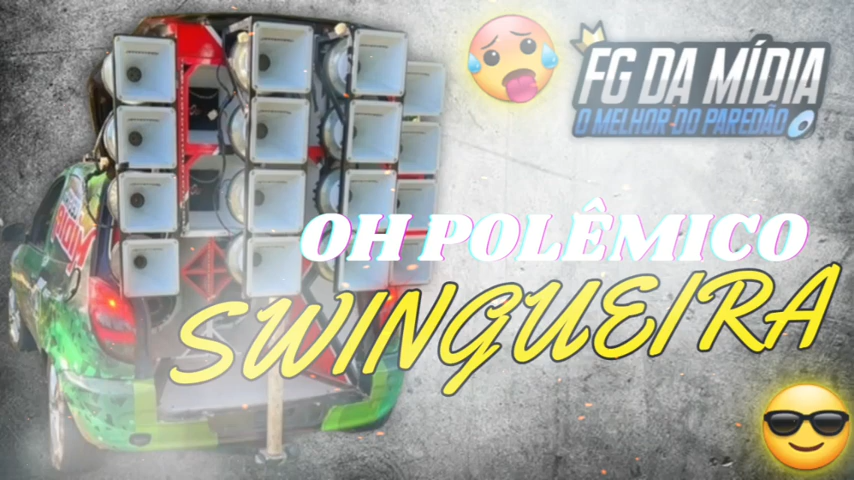 FG DA MÍDIA
O MELHOR DO PAREDÃO
OH POLÊMICO
SWINGUEIRA